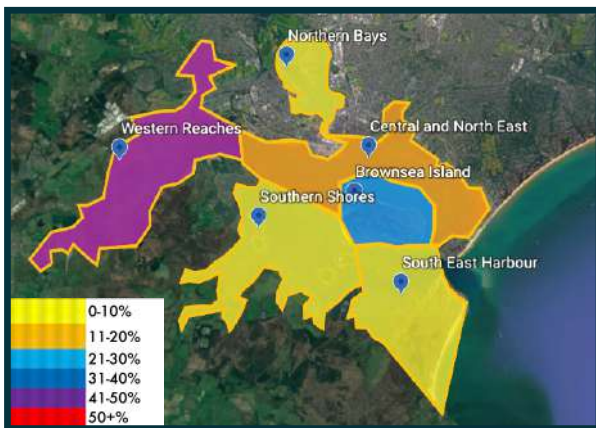 Northern Bays
Western Reaches
Central and North East
Brownsea Island
Southern Shores
South East Harbour
0-10%
11-20%
21-30%
31-40%
41-50%
50+%